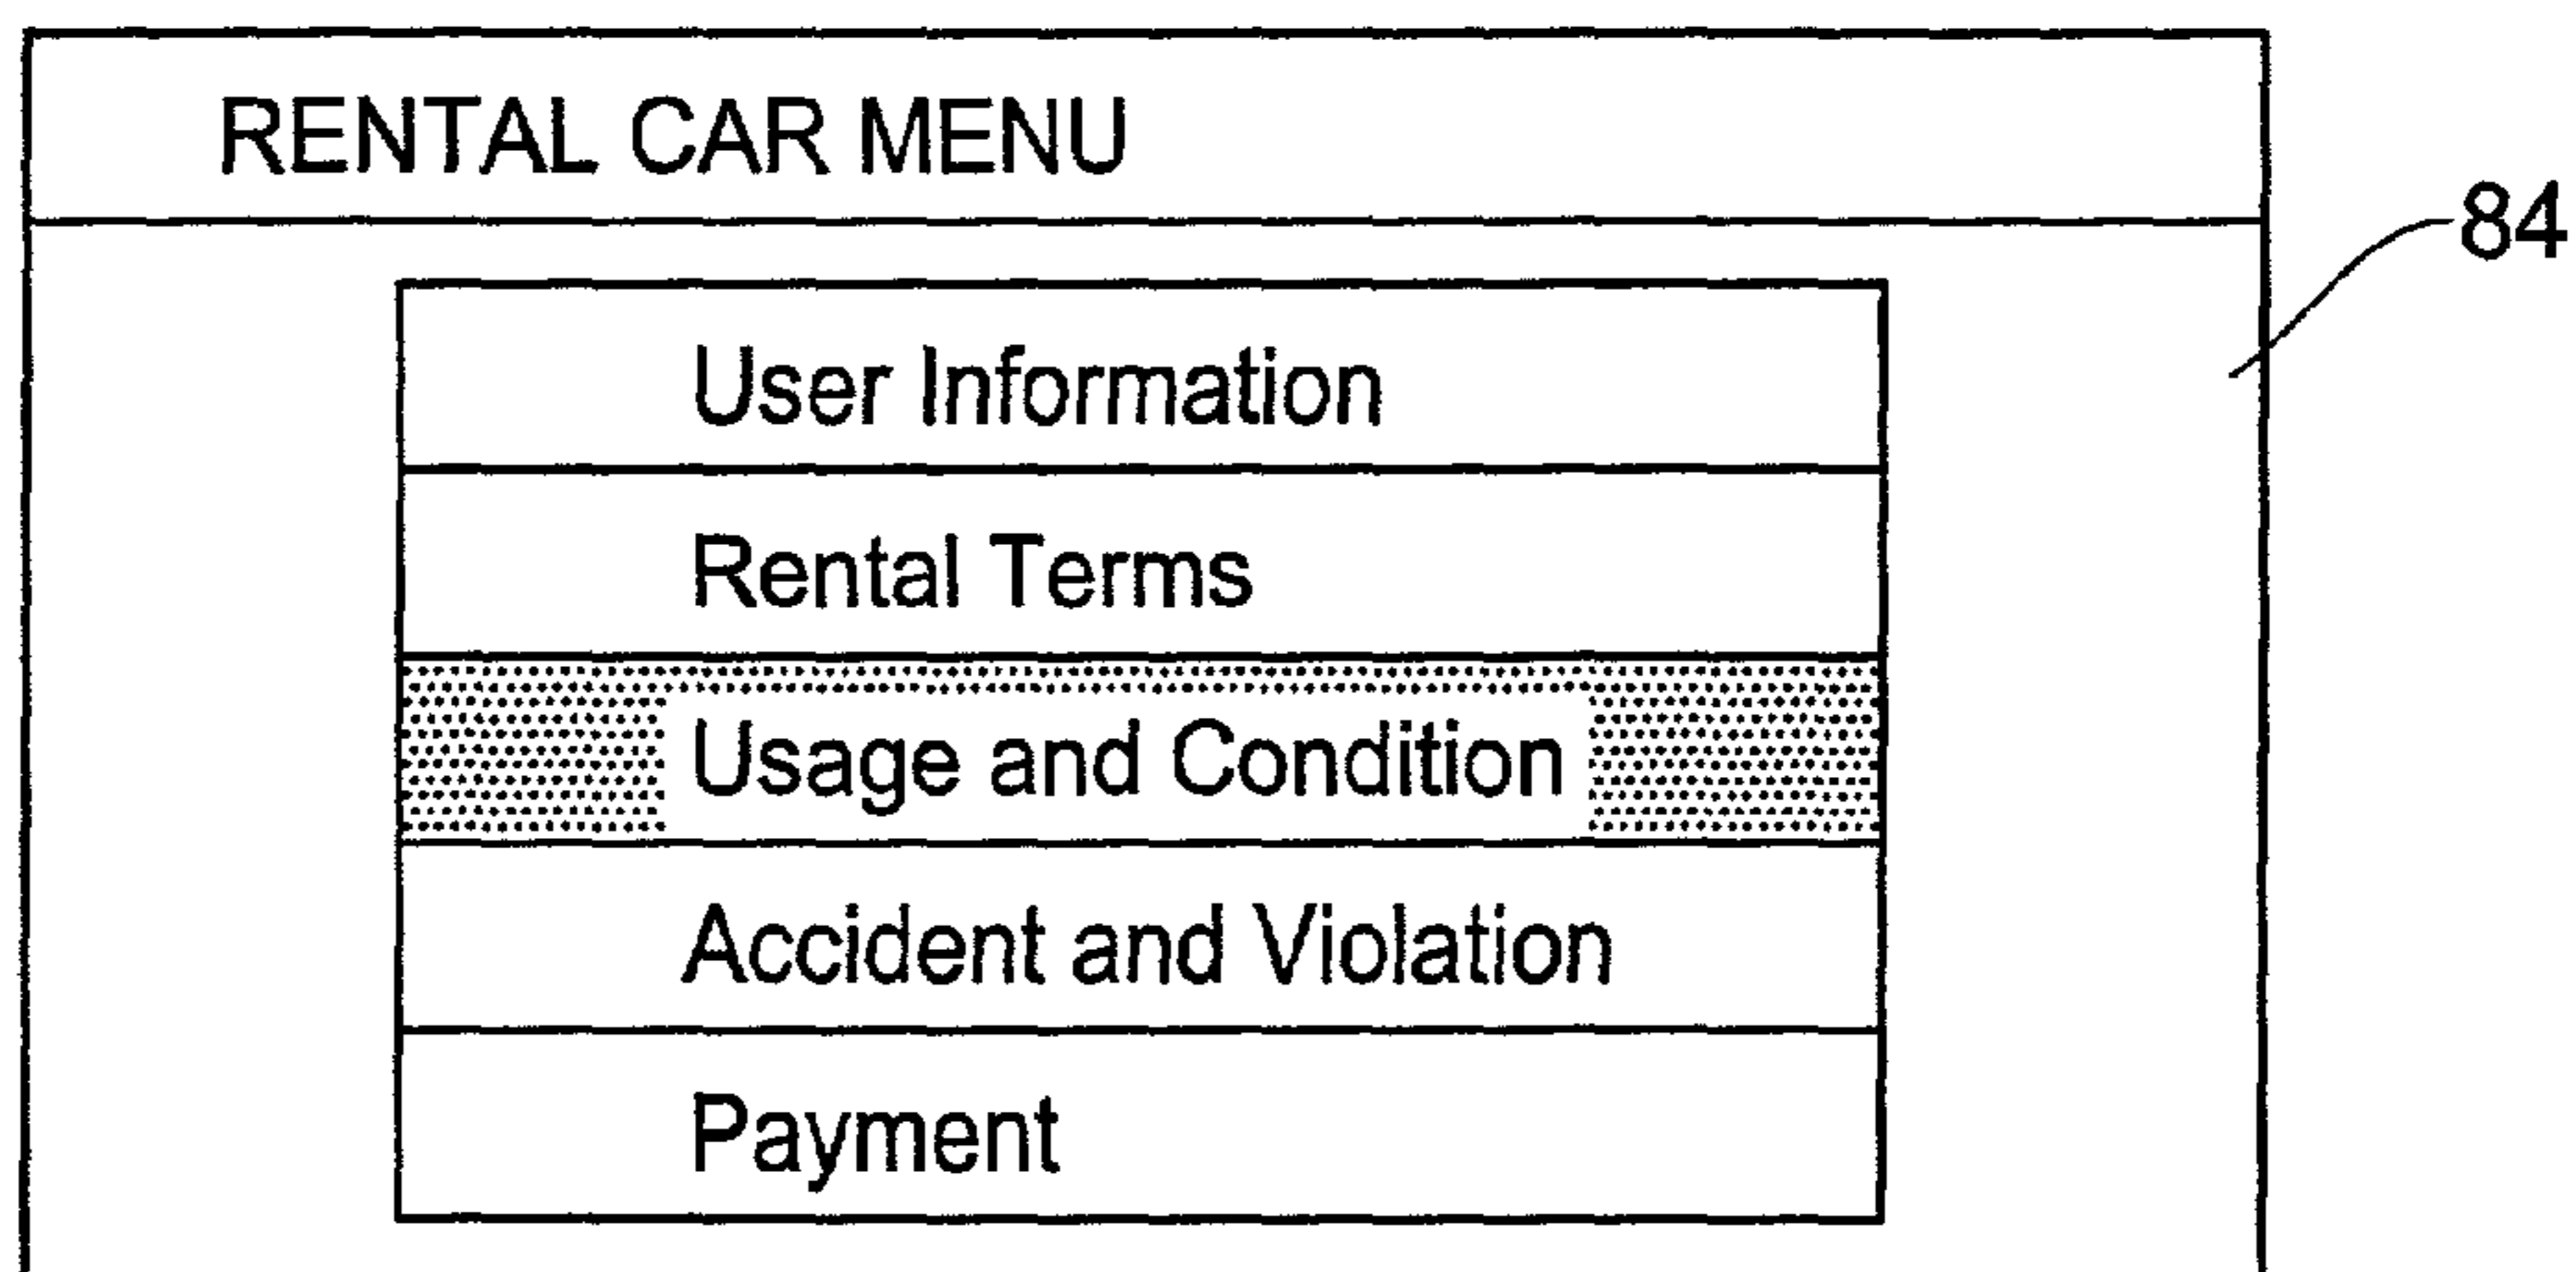 RENTAL CAR MENU
84
User Information
Rental Terms
Usage and Condition
Accident and Violation
Payment